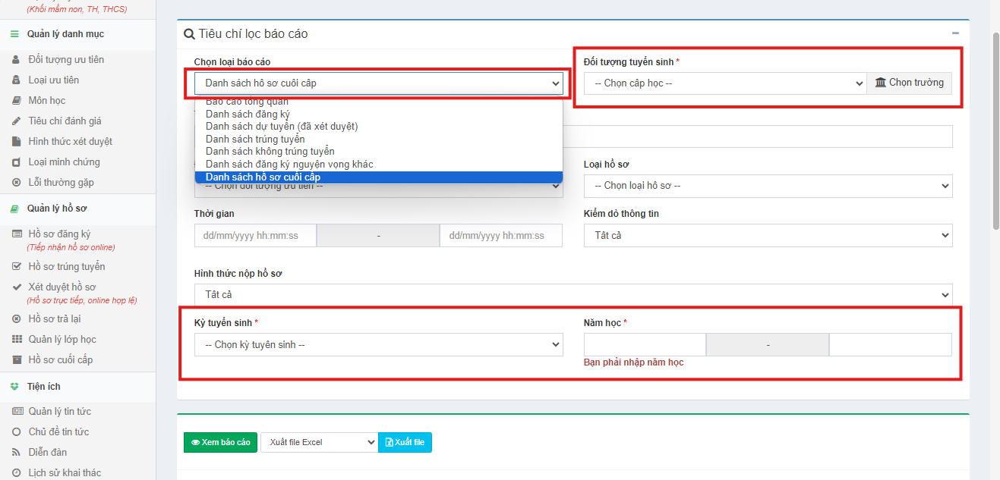 (Khối mầm non, TH, THCS)
Quản lý danh mục
Đối tượng ưu tiên
Loại ưu tiên
Môn học
Tiêu chí đánh giá
Hình thức xét duyệt
Loại minh chứng
Lỗi thường gặp
Quản lý hồ sơ
Hồ sơ đăng ký
(Tiếp nhận hồ sơ online)
Hồ sơ trúng tuyển
Xét duyệt hồ sơ
(Hồ sơ trực tiếp, online hợp lệ)
Hồ sơ trả lại
Quản lý lớp học
Hồ sơ cuối cấp
Tiện ích
Quản lý tin tức
Chủ đề tin tức
Diễn đàn
Lịch sử khai thác
Tiêu chí lọc báo cáo
Chọn loại báo cáo
Danh sách hồ sơ cuối cấp
Báo cáo tổng quan
Danh sách đăng ký
Danh sách dự tuyển (đã xét duyệt)
Danh sách trúng tuyển
Danh sách không trúng tuyển
Danh sách đăng ký nguyện vọng khác
Danh sách hồ sơ cuối cấp
-- Chọn đối tượng ưu tiên --
Đối tượng tuyển sinh *
-- Chọn cấp học --
Chọn trường
Loại hồ sơ
-- Chọn loại hồ sơ --
Thời gian
dd/mm/yyyy hh:mm:ss - dd/mm/yyyy hh:mm:ss
Kiểm dò thông tin
Tất cả
Hình thức nộp hồ sơ
Tất cả
Kỳ tuyển sinh *
-- Chọn kỳ tuyển sinh --
Năm học *
-
Bạn phải nhập năm học
Xem báo cáo
Xuất file Excel
Xuất file